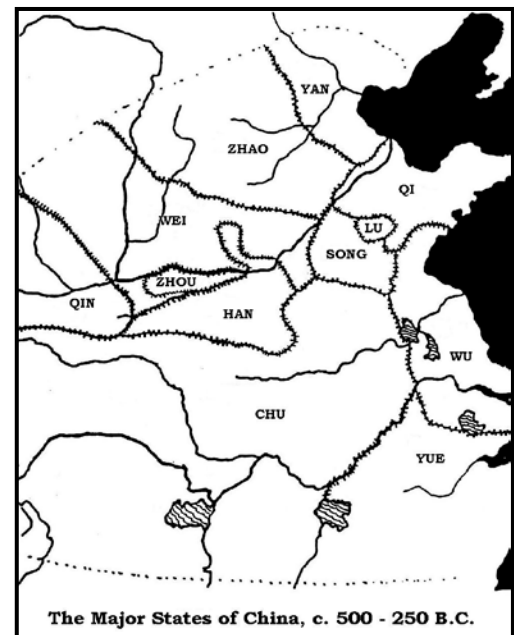 YAN
ZHAO
QI
WEI
LU
SONG
ZHOU
QIN
HAN
WU
CHU
YUE
The Major States of China, c. 500 - 250 B.C.